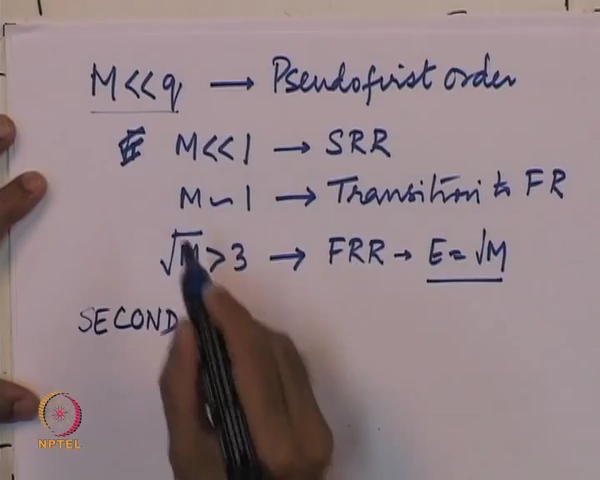 M<<q → Pseudofirst order
M<<1 → SRR
M ~ 1 → Transition to FR
√M > 3 → FRR → E = √M
SECOND
NPTEL